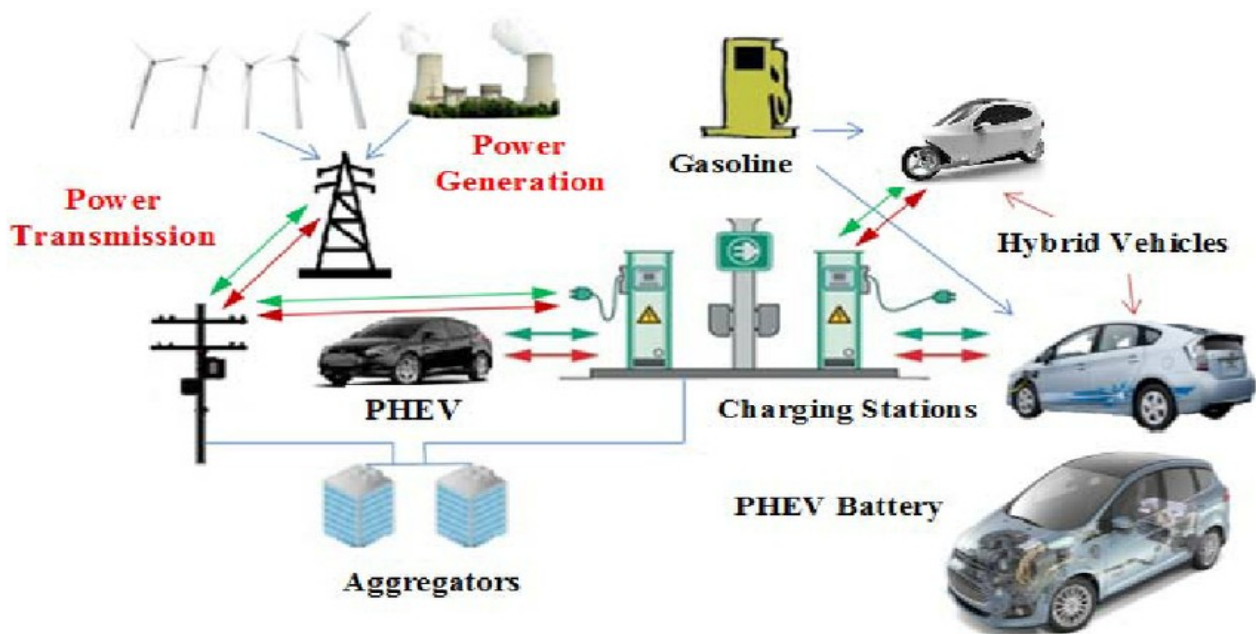 Power
Generation
Gasoline
Power
Transmission
Hybrid Vehicles
PHEV
Charging Stations
PHEV Battery
Aggregators